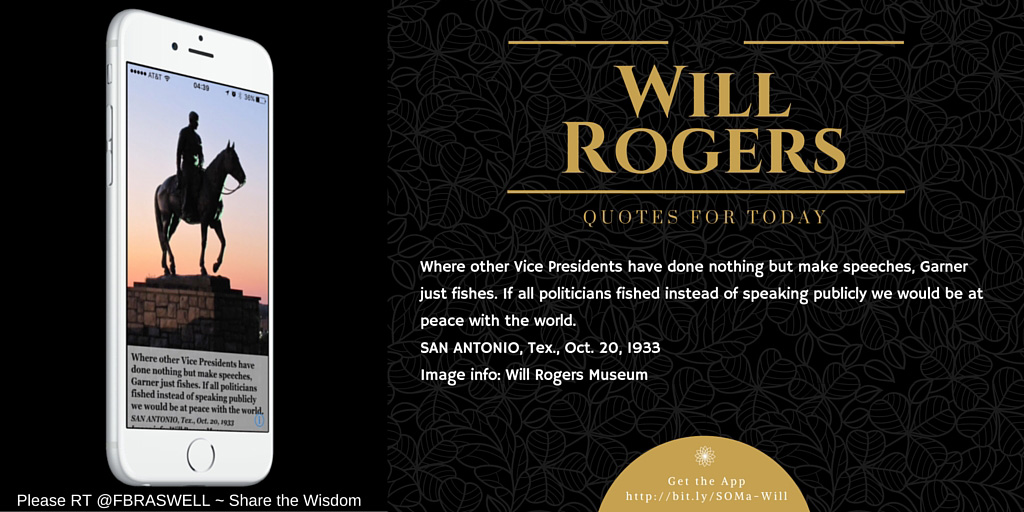 AT&T 04:39 36%
Where other Vice Presidents have
done nothing but make speeches,
Garner just fishes. If all politicians
fished instead of speaking publicly
we would be at peace with the world.
SAN ANTONIO, Tex., Oct. 20, 1933
Please RT @FBRASWELL ~ Share the Wisdom
WILL
ROGERS
QUOTES FOR TODAY
Where other Vice Presidents have done nothing but make speeches, Garner
just fishes. If all politicians fished instead of speaking publicly we would be at
peace with the world.
SAN ANTONIO, Tex., Oct. 20, 1933
Image info: Will Rogers Museum
Get the App
http://bit.ly/SOMa-Will